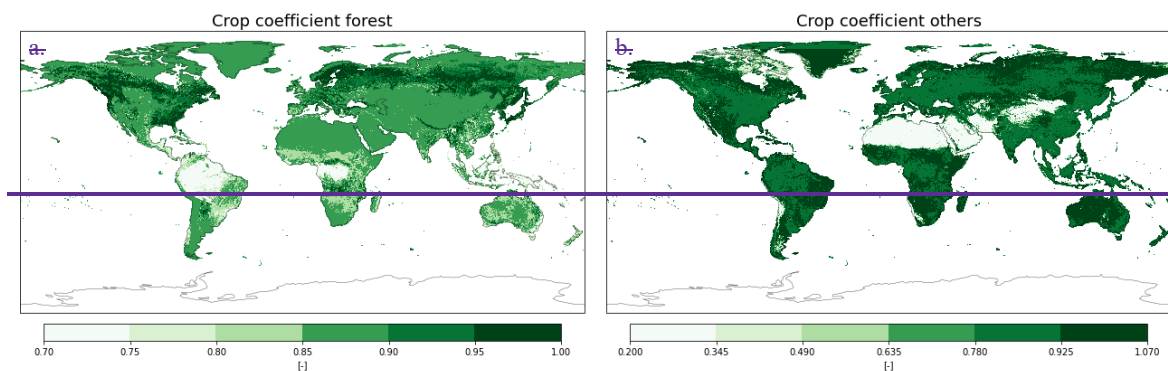 Crop coefficient forest
Crop coefficient others
a.
b.
0.70 0.75 0.80 0.85 0.90 0.95 1.00
[-]
0.200 0.345 0.490 0.635 0.780 0.925 1.070
[-]